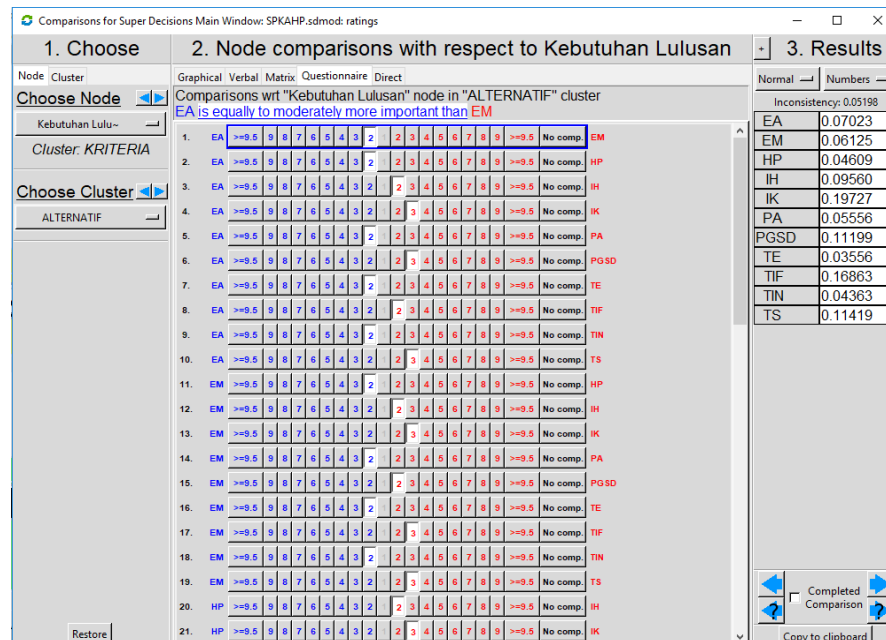 Comparisons for Super Decisions Main Window: SPKAHP.sdmod: ratings
1. Choose
Node Cluster
Choose Node
Kebutuhan Lulu~
Cluster: KRITERIA
Choose Cluster
ALTERNATIF
Restore
2. Node comparisons with respect to Kebutuhan Lulusan
Graphical Verbal Matrix Questionnaire Direct
Comparisons wrt "Kebutuhan Lulusan" node in "ALTERNATIF" cluster
EA is equally to moderately more important than EM
1. EA >=9.5 9 8 7 6 5 4 3 2 1 2 3 4 5 6 7 8 9 >=9.5 No comp. EM
2. EA >=9.5 9 8 7 6 5 4 3 2 1 2 3 4 5 6 7 8 9 >=9.5 No comp. HP
3. EA >=9.5 9 8 7 6 5 4 3 2 1 2 3 4 5 6 7 8 9 >=9.5 No comp. IH
4. EA >=9.5 9 8 7 6 5 4 3 2 1 2 3 4 5 6 7 8 9 >=9.5 No comp. IK
5. EA >=9.5 9 8 7 6 5 4 3 2 1 2 3 4 5 6 7 8 9 >=9.5 No comp. PA
6. EA >=9.5 9 8 7 6 5 4 3 2 1 2 3 4 5 6 7 8 9 >=9.5 No comp. PGSD
7. EA >=9.5 9 8 7 6 5 4 3 2 1 2 3 4 5 6 7 8 9 >=9.5 No comp. TE
8. EA >=9.5 9 8 7 6 5 4 3 2 1 2 3 4 5 6 7 8 9 >=9.5 No comp. TIF
9. EA >=9.5 9 8 7 6 5 4 3 2 1 2 3 4 5 6 7 8 9 >=9.5 No comp. TIN
10. EA >=9.5 9 8 7 6 5 4 3 2 1 2 3 4 5 6 7 8 9 >=9.5 No comp. TS
11. EM >=9.5 9 8 7 6 5 4 3 2 1 2 3 4 5 6 7 8 9 >=9.5 No comp. HP
12. EM >=9.5 9 8 7 6 5 4 3 2 1 2 3 4 5 6 7 8 9 >=9.5 No comp. IH
13. EM >=9.5 9 8 7 6 5 4 3 2 1 2 3 4 5 6 7 8 9 >=9.5 No comp. IK
14. EM >=9.5 9 8 7 6 5 4 3 2 1 2 3 4 5 6 7 8 9 >=9.5 No comp. PA
15. EM >=9.5 9 8 7 6 5 4 3 2 1 2 3 4 5 6 7 8 9 >=9.5 No comp. PGSD
16. EM >=9.5 9 8 7 6 5 4 3 2 1 2 3 4 5 6 7 8 9 >=9.5 No comp. TE
17. EM >=9.5 9 8 7 6 5 4 3 2 1 2 3 4 5 6 7 8 9 >=9.5 No comp. TIF
18. EM >=9.5 9 8 7 6 5 4 3 2 1 2 3 4 5 6 7 8 9 >=9.5 No comp. TIN
19. EM >=9.5 9 8 7 6 5 4 3 2 1 2 3 4 5 6 7 8 9 >=9.5 No comp. TS
20. HP >=9.5 9 8 7 6 5 4 3 2 1 2 3 4 5 6 7 8 9 >=9.5 No comp. IH
21. HP >=9.5 9 8 7 6 5 4 3 2 1 2 3 4 5 6 7 8 9 >=9.5 No comp. IK
+ 3. Results
Normal Numbers
Inconsistency: 0.05198
EA 0.07023
EM 0.06125
HP 0.04609
IH 0.09560
IK 0.19727
PA 0.05556
PGSD 0.11199
TE 0.03556
TIF 0.16863
TIN 0.04363
TS 0.11419
Completed
Comparison
? ?
Copy to clipboard